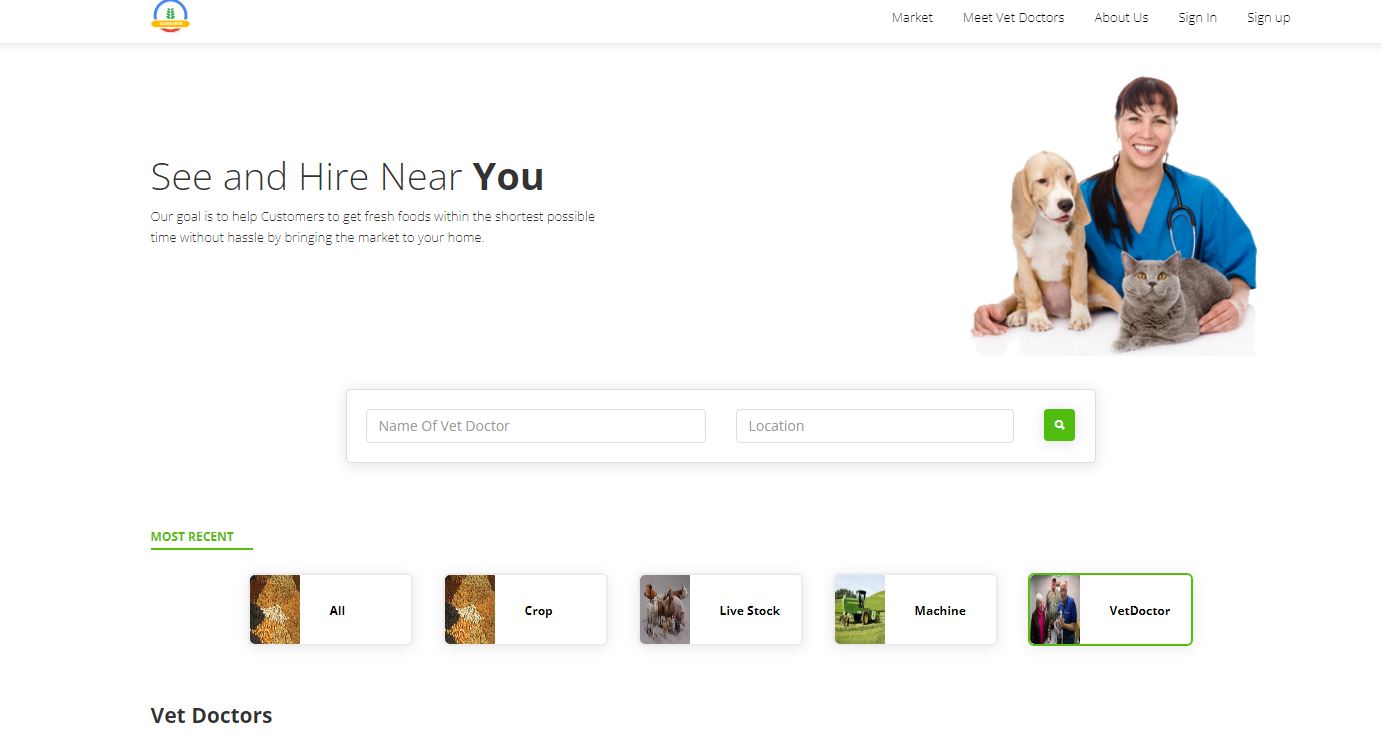 Market
Meet Vet Doctors
About Us
Sign In
Sign up
See and Hire Near You
Our goal is to help Customers to get fresh foods within the shortest possible
time without hassle by bringing the market to your home.
Name Of Vet Doctor
Location
MOST RECENT
All
Crop
Live Stock
Machine
VetDoctor
Vet Doctors